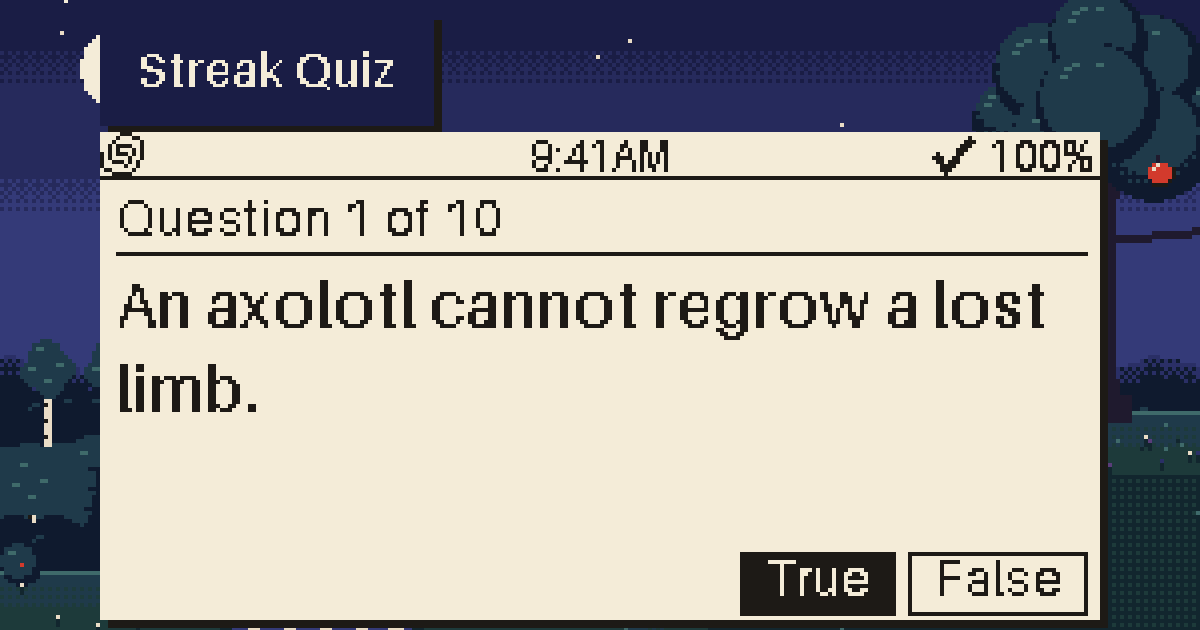 Streak Quiz
9:41AM
100%
Question 1 of 10
An axolotl cannot regrow a lost
limb.
True
False